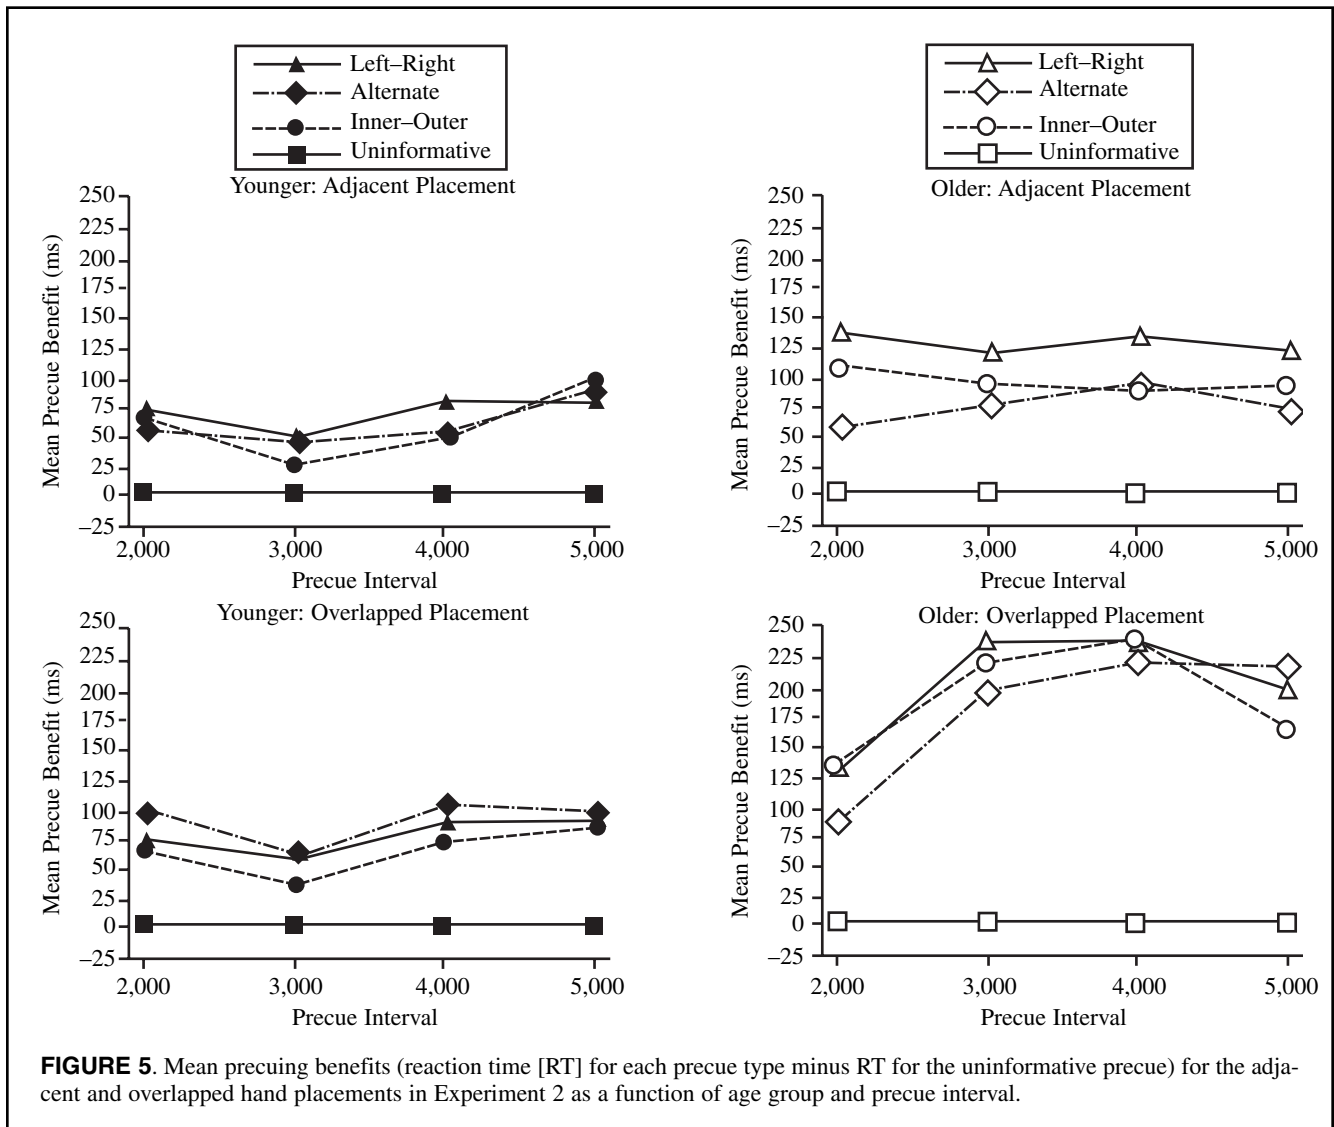 Left–Right
Alternate
Inner–Outer
Uninformative
Younger: Adjacent Placement
Mean Precue Benefit (ms)
250
225
200
175
150
125
100
75
50
25
0
–25
2,000 3,000 4,000 5,000
Precue Interval
Left–Right
Alternate
Inner–Outer
Uninformative
Older: Adjacent Placement
Mean Precue Benefit (ms)
250
225
200
175
150
125
100
75
50
25
0
–25
2,000 3,000 4,000 5,000
Precue Interval
Younger: Overlapped Placement
Mean Precue Benefit (ms)
250
225
200
175
150
125
100
75
50
25
0
–25
2,000 3,000 4,000 5,000
Precue Interval
Older: Overlapped Placement
Mean Precue Benefit (ms)
250
225
200
175
150
125
100
75
50
25
0
–25
2,000 3,000 4,000 5,000
Precue Interval
FIGURE 5. Mean precuing benefits (reaction time [RT] for each precue type minus RT for the uninformative precue) for the adja-
cent and overlapped hand placements in Experiment 2 as a function of age group and precue interval.